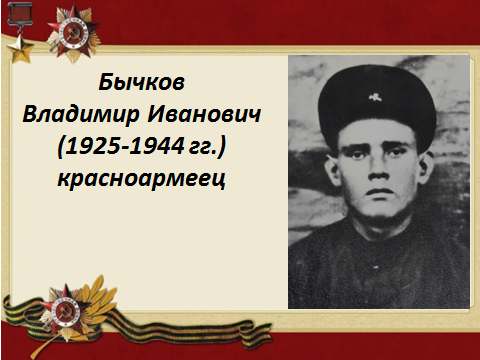 Бычков
Владимир Иванович
(1925-1944 гг.)
красноармеец